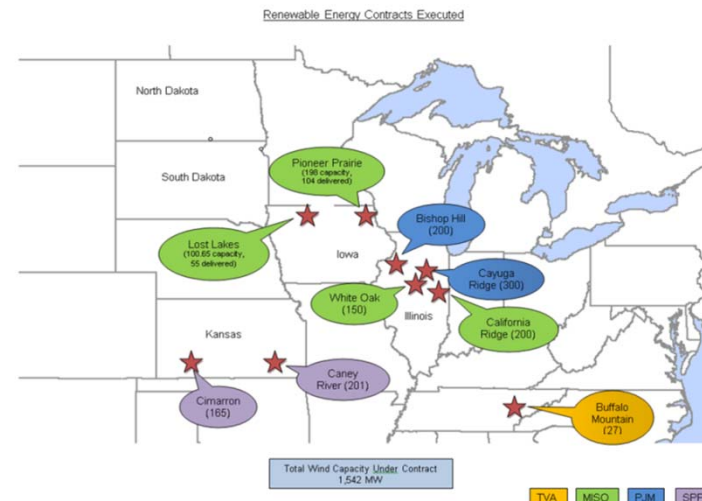 Renewable Energy Contracts Executed
North Dakota
Pioneer Prairie
(198 capacity,
104 delivered)
South Dakota
Bishop Hill
(200)
Lost Lakes
(100.65 capacity,
55 delivered)
Iowa
Cayuga
Ridge (300)
White Oak
(150)
Illinois
California
Ridge (200)
Kansas
Caney
River (201)
Cimarron
(165)
Buffalo
Mountain
(27)
Total Wind Capacity Under Contract
1,542 MW
TVA
MISO
PJM
SPP